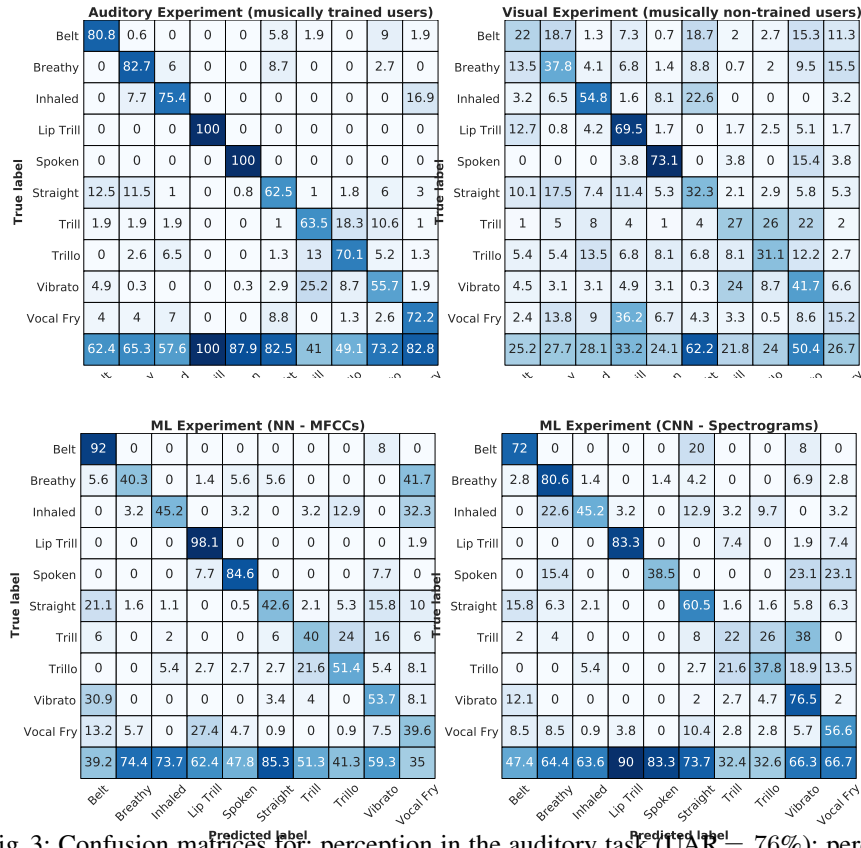 Auditory Experiment (musically trained users)
Belt 80.8 0.6 0 0 0 5.8 1.9 0 9 1.9
Breathy 0 82.7 6 0 0 8.7 0 0 2.7 0
Inhaled 0 7.7 75.4 0 0 0 0 0 0 16.9
Lip Trill 0 0 0 100 0 0 0 0 0 0
Spoken 0 0 0 0 100 0 0 0 0 0
Straight 12.5 11.5 1 0 0.8 62.5 1 1.8 6 3
Trill 1.9 1.9 1.9 0 0 1 63.5 18.3 10.6 1
Trillo 0 2.6 6.5 0 0 1.3 13 70.1 5.2 1.3
Vibrato 4.9 0.3 0 0 0.3 2.9 25.2 8.7 55.7 1.9
Vocal Fry 4 4 7 0 0 8.8 0 1.3 2.6 72.2
62.4 65.3 57.6 100 87.9 82.5 41 49.1 73.2 82.8
True label
Visual Experiment (musically non-trained users)
Belt 22 18.7 1.3 7.3 0.7 18.7 2 2.7 15.3 11.3
Breathy 13.5 37.8 4.1 6.8 1.4 8.8 0.7 2 9.5 15.5
Inhaled 3.2 6.5 54.8 1.6 8.1 22.6 0 0 0 3.2
Lip Trill 12.7 0.8 4.2 69.5 1.7 0 1.7 2.5 5.1 1.7
Spoken 0 0 0 3.8 73.1 0 3.8 0 15.4 3.8
Straight 10.1 17.5 7.4 11.4 5.3 32.3 2.1 2.9 5.8 5.3
Trill 1 5 8 4 1 4 27 26 22 2
Trillo 5.4 5.4 13.5 6.8 8.1 6.8 8.1 31.1 12.2 2.7
Vibrato 4.5 3.1 3.1 4.9 3.1 0.3 24 8.7 41.7 6.6
Vocal Fry 2.4 13.8 9 36.2 6.7 4.3 3.3 0.5 8.6 15.2
25.2 27.7 28.1 33.2 24.1 62.2 21.8 24 50.4 26.7
True label
ML Experiment (NN - MFCCs)
Belt 92 0 0 0 0 0 0 0 8 0
Breathy 5.6 40.3 0 1.4 5.6 5.6 0 0 0 41.7
Inhaled 0 3.2 45.2 0 3.2 0 3.2 12.9 0 32.3
Lip Trill 0 0 0 98.1 0 0 0 0 0 1.9
Spoken 0 0 0 7.7 84.6 0 0 0 7.7 0
Straight 21.1 1.6 1.1 0 0.5 42.6 2.1 5.3 15.8 10
Trill 6 0 2 0 0 6 40 24 16 6
Trillo 0 0 5.4 2.7 2.7 2.7 21.6 51.4 5.4 8.1
Vibrato 30.9 0 0 0 0 3.4 4 0 53.7 8.1
Vocal Fry 13.2 5.7 0 27.4 4.7 0.9 0 0.9 7.5 39.6
39.2 74.4 73.7 62.4 47.8 85.3 51.3 41.3 59.3 35
Belt Breathy Inhaled Lip Trill Spoken Straight Trill Trillo Vibrato Vocal Fry
True label
Predicted label
ML Experiment (CNN - Spectrograms)
Belt 72 0 0 0 0 20 0 0 8 0
Breathy 2.8 80.6 1.4 0 1.4 4.2 0 0 6.9 2.8
Inhaled 0 22.6 45.2 3.2 0 12.9 3.2 9.7 0 3.2
Lip Trill 0 0 0 83.3 0 0 7.4 0 1.9 7.4
Spoken 0 15.4 0 0 38.5 0 0 0 23.1 23.1
Straight 15.8 6.3 2.1 0 0 60.5 1.6 1.6 5.8 6.3
Trill 2 4 0 0 0 8 22 26 38 0
Trillo 0 0 5.4 0 0 2.7 21.6 37.8 18.9 13.5
Vibrato 12.1 0 0 0 0 2 2.7 4.7 76.5 2
Vocal Fry 8.5 8.5 0.9 3.8 0 10.4 2.8 2.8 5.7 56.6
47.4 64.4 63.6 90 83.3 73.7 32.4 32.6 66.3 66.7
Belt Breathy Inhaled Lip Trill Spoken Straight Trill Trillo Vibrato Vocal Fry
True label
Predicted label
ig. 3: Confusion matrices for: perception in the auditory task (UAR= 76%); per